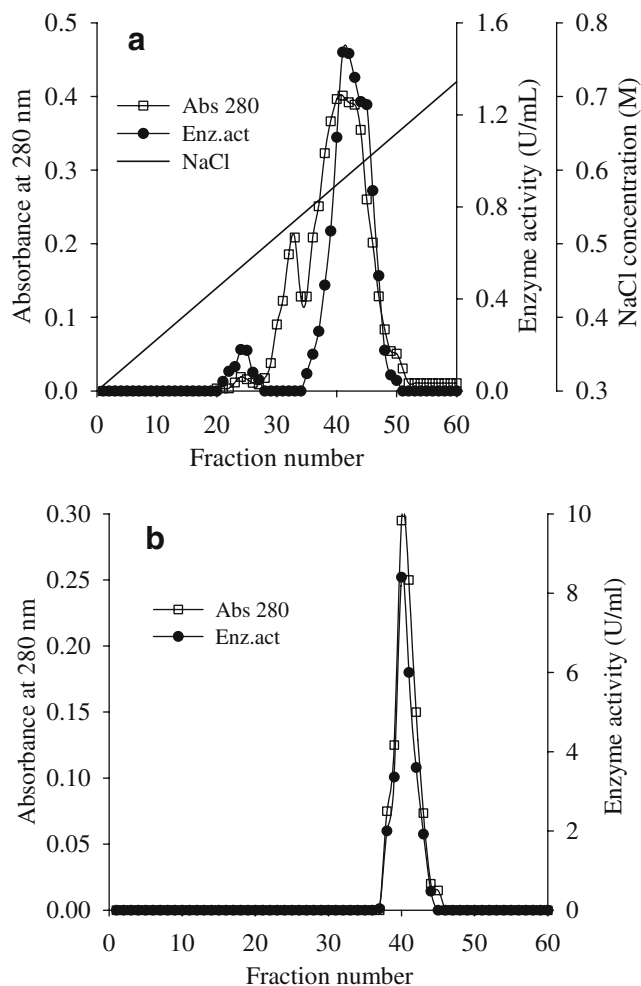 a
Abs 280
Enz.act
NaCl
0.5
0.4
0.3
0.2
0.1
0.0
Absorbance at 280 nm
1.6
1.2
0.8
0.4
0.0
Enzyme activity (U/mL)
0.8
0.7
0.6
0.5
0.4
0.3
NaCl concentration (M)
0 10 20 30 40 50 60
Fraction number
b
Abs 280
Enz.act
0.30
0.25
0.20
0.15
0.10
0.05
0.00
Absorbance at 280 nm
10
8
6
4
2
0
Enzyme activity (U/ml)
0 10 20 30 40 50 60
Fraction number